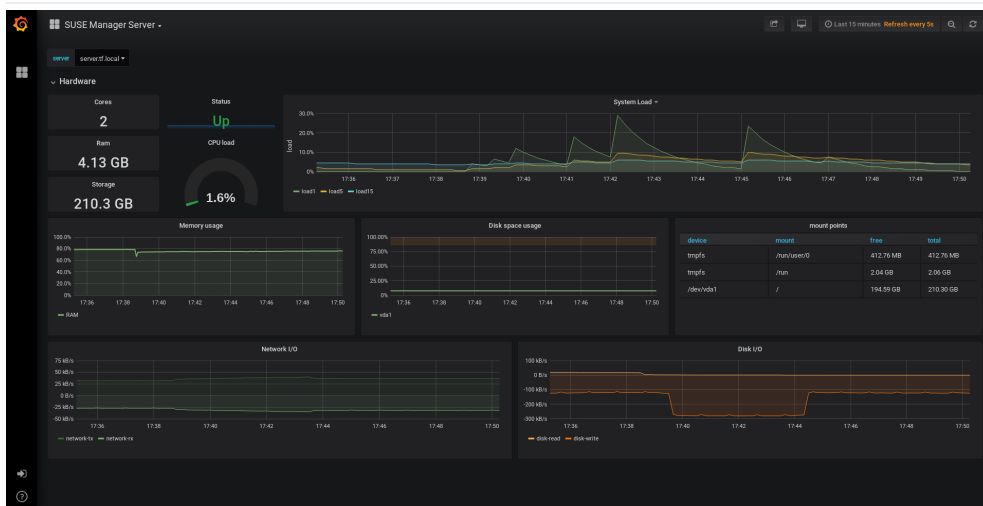 SUSE Manager Server
Last 15 minutes Refresh every 5s
server server.tf.local
Hardware
Cores
2
Ram
4.13 GB
Storage
210.3 GB
Status
Up
CPU load
1.6%
System Load
load
30.0%
20.0%
10.0%
0%
17:36 17:37 17:38 17:39 17:40 17:41 17:42 17:43 17:44 17:45 17:46 17:47 17:48 17:49 17:50
load1 load5 load15
Memory usage
100.0%
80.0%
60.0%
40.0%
20.0%
0%
17:36 17:38 17:40 17:42 17:44 17:46 17:48 17:50
RAM
Disk space usage
100.00%
75.00%
50.00%
25.00%
0%
17:36 17:38 17:40 17:42 17:44 17:46 17:48 17:50
vda1
mount points
device mount free total
tmpfs /run/user/0 412.76 MB 412.76 MB
tmpfs /run 2.04 GB 2.06 GB
/dev/vda1 / 194.59 GB 210.30 GB
Network I/O
75 kB/s
50 kB/s
25 kB/s
0 B/s
-25 kB/s
-50 kB/s
17:36 17:38 17:40 17:42 17:44 17:46 17:48 17:50
network-tx network-rx
Disk I/O
100 kB/s
0 B/s
-100 kB/s
-200 kB/s
-300 kB/s
17:36 17:38 17:40 17:42 17:44 17:46 17:48 17:50
disk-read disk-write